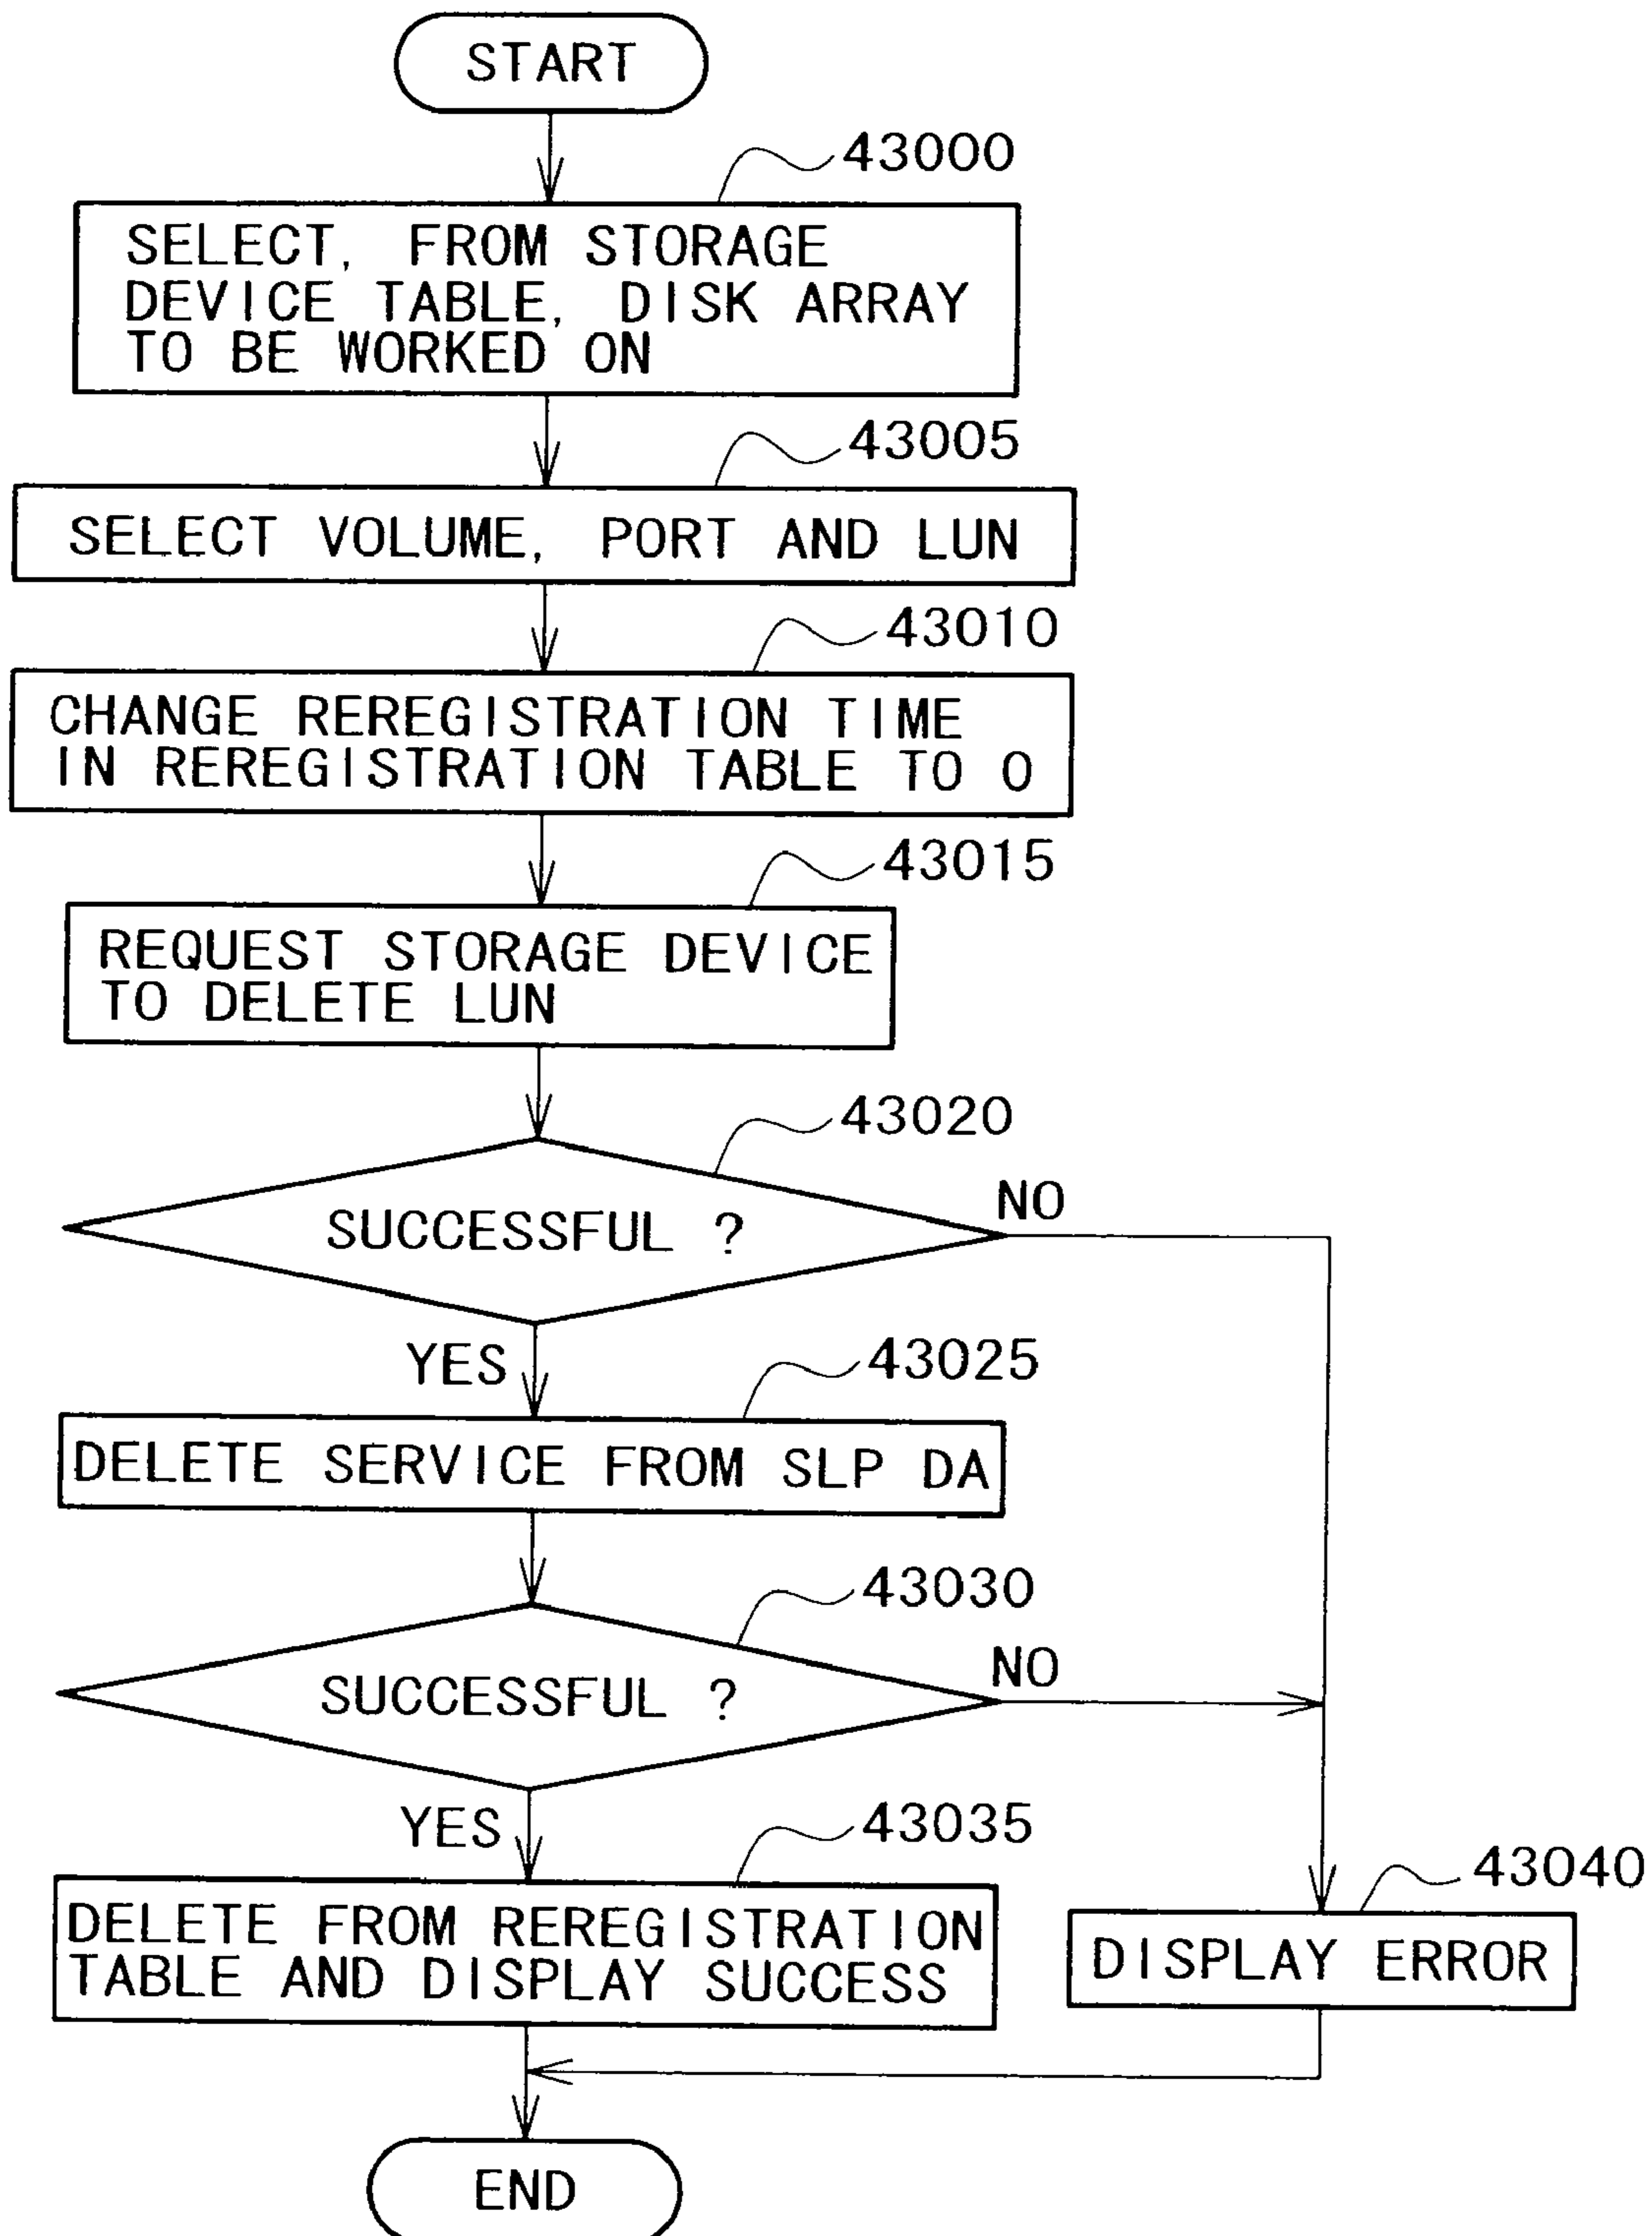 START
43000
SELECT, FROM STORAGE
DEVICE TABLE, DISK ARRAY
TO BE WORKED ON
43005
SELECT VOLUME, PORT AND LUN
43010
CHANGE REREGISTRATION TIME
IN REREGISTRATION TABLE TO 0
43015
REQUEST STORAGE DEVICE
TO DELETE LUN
43020
SUCCESSFUL ?
NO
YES
43025
DELETE SERVICE FROM SLP DA
43030
SUCCESSFUL ?
NO
YES
43035
DELETE FROM REREGISTRATION
TABLE AND DISPLAY SUCCESS
43040
DISPLAY ERROR
END